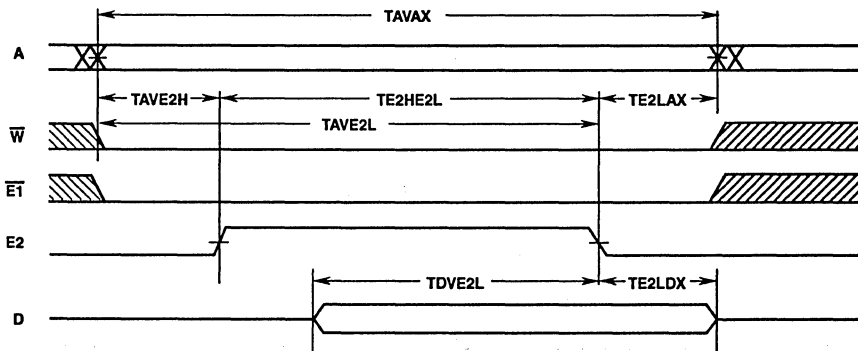 TAVAX
A
TAVE2H TE2HE2L TE2LAX
TAVE2L
W
E1
E2
TDVE2L TE2LDX
D